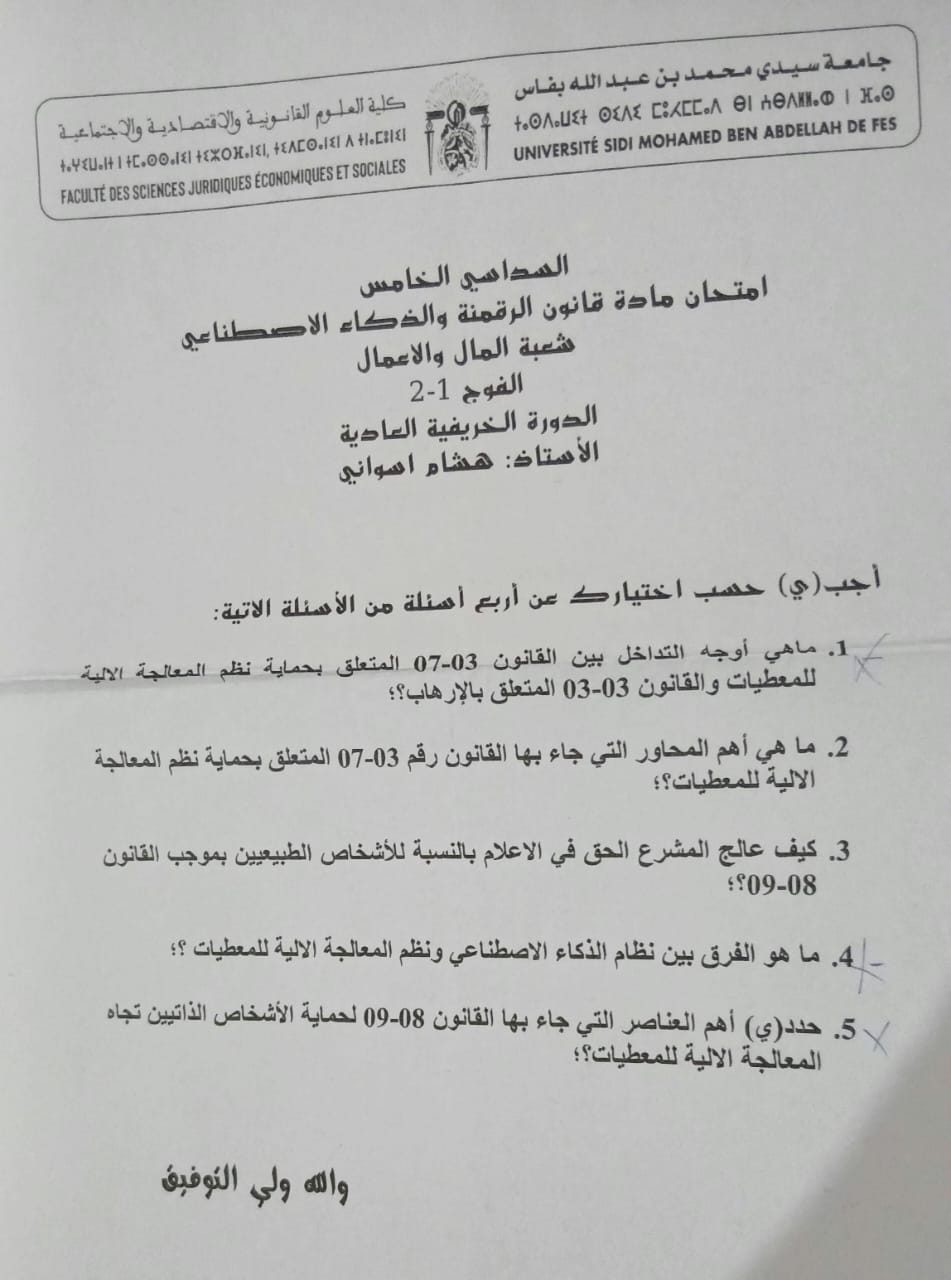 جامعة سيدي محمد بن عبد الله بفاس
ⵜⴰⵙⴷⴰⵡⵉⵜ ⵙⵉⴷⵉ ⵎⵓⵃⵎⵎⴰⴷ ⴱⵏ ⵄⴱⴷⵍⵍⴰⵀ ⵏ ⴼⴰⵙ
UNIVERSITÉ SIDI MOHAMED BEN ABDELLAH DE FES
كلية العلوم القانونية والاقتصادية والاجتماعية
FACULTÉ DES SCIENCES JURIDIQUES ÉCONOMIQUES ET SOCIALES
السداسي الخامس
امتحان مادة قانون الرقمنة والذكاء الاصطناعي
شعبة المال والاعمال
الفوج 1-2
الدورة الخريفية العادية
الأستاذ: هشام اسواني
أجب(ي) حسب اختيارك عن أربع أسئلة من الأسئلة الاتية:
1. ماهي أوجه التداخل بين القانون 03-07 المتعلق بحماية نظم المعالجة الالية
للمعطيات والقانون 03-03 المتعلق بالإرهاب؟؛
2. ما هي أهم المحاور التي جاء بها القانون رقم 03-07 المتعلق بحماية نظم المعالجة
الالية للمعطيات؟؛
3. كيف عالج المشرع الحق في الاعلام بالنسبة للأشخاص الطبيعيين بموجب القانون
09-08؟؛
4. ما هو الفرق بين نظام الذكاء الاصطناعي ونظم المعالجة الالية للمعطيات ؟؛
5. حدد(ي) أهم العناصر التي جاء بها القانون 08-09 لحماية الأشخاص الذاتيين تجاه
المعالجة الالية للمعطيات؟؛
والله ولي التوفيق